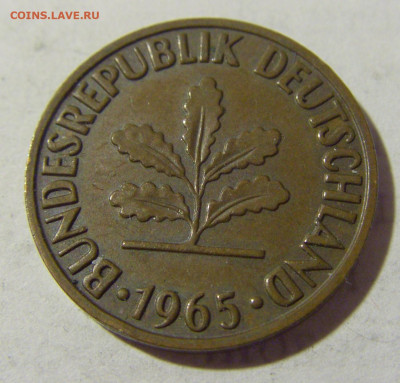 COINS.LAVE.RU
BUNDESREPUBLIK DEUTSCHLAND
· 1965 ·